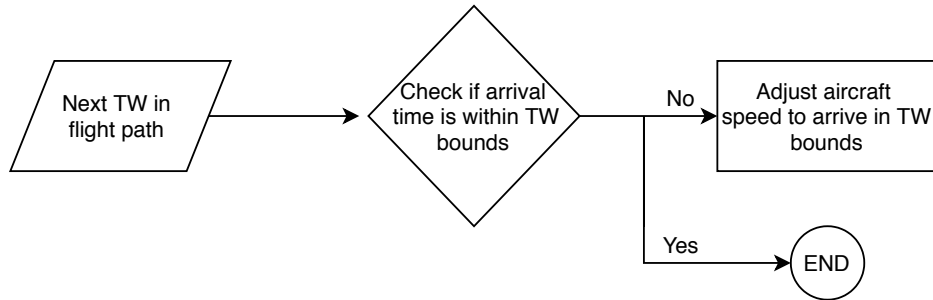 Next TW in
flight path
Check if arrival
time is within TW
bounds
No
Adjust aircraft
speed to arrive in TW
bounds
Yes
END